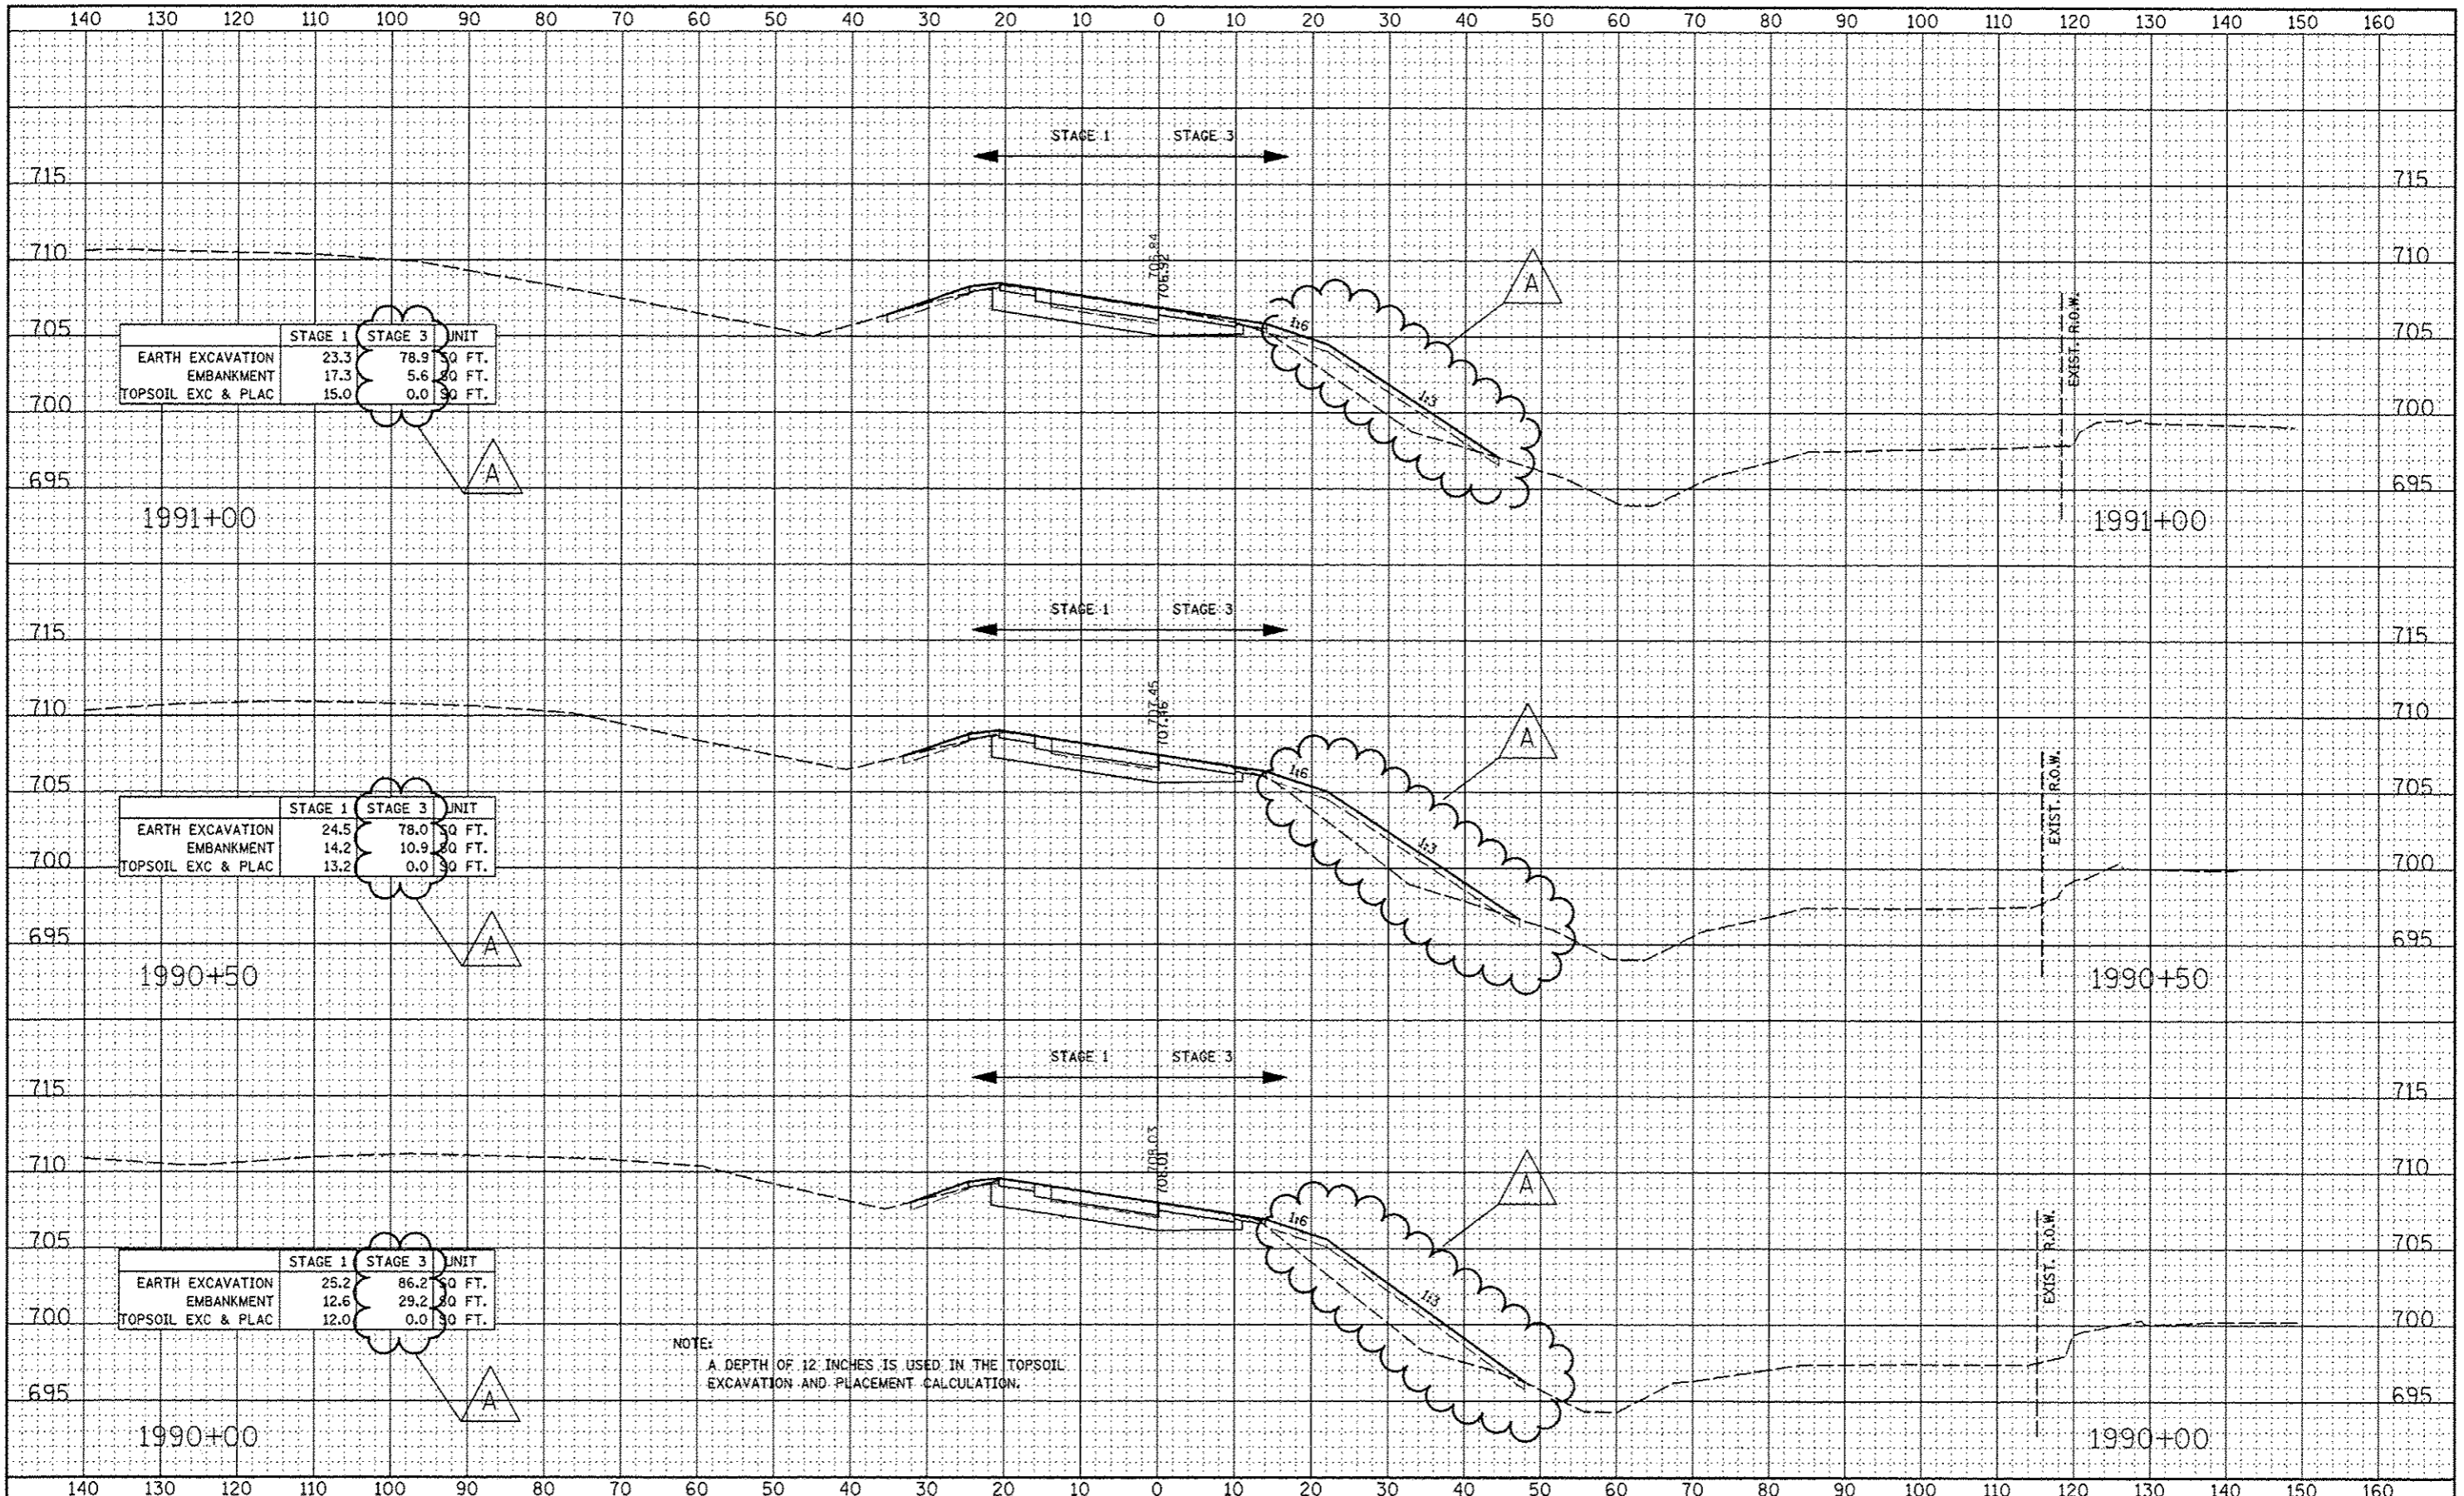 140 130 120 110 100 90 80 70 60 50 40 30 20 10 0 10 20 30 40 50 60 70 80 90 100 110 120 130 140 150 160
STAGE 1 STAGE 3
715 715
710 706.84 706.92 A 710
705 1:6 705
STAGE 1 STAGE 3 UNIT
EARTH EXCAVATION 23.3 78.9 SQ FT.
EMBANKMENT 17.3 5.6 SQ FT.
TOPSOIL EXC & PLAC 15.0 0.0 SQ FT.
EXIST. R.O.W.
700 1:3 700
A
695 695
1991+00 1991+00
STAGE 1 STAGE 3
715 715
710 707.45 707.46 A 710
1:6
705 705
STAGE 1 STAGE 3 UNIT
EARTH EXCAVATION 24.5 78.0 SQ FT.
EMBANKMENT 14.2 10.9 SQ FT.
TOPSOIL EXC & PLAC 13.2 0.0 SQ FT.
EXIST. R.O.W.
700 1:3 700
A
695 695
1990+50 1990+50
STAGE 1 STAGE 3
715 715
710 708.03 708.01 A 710
1:6
705 705
STAGE 1 STAGE 3 UNIT
EARTH EXCAVATION 25.2 86.2 SQ FT.
EMBANKMENT 12.6 29.2 SQ FT.
TOPSOIL EXC & PLAC 12.0 0.0 SQ FT.
EXIST. R.O.W.
1:3
700 700
NOTE:
A DEPTH OF 12 INCHES IS USED IN THE TOPSOIL
EXCAVATION AND PLACEMENT CALCULATION.
A
695 695
1990+00 1990+00
140 130 120 110 100 90 80 70 60 50 40 30 20 10 0 10 20 30 40 50 60 70 80 90 100 110 120 130 140 150 160